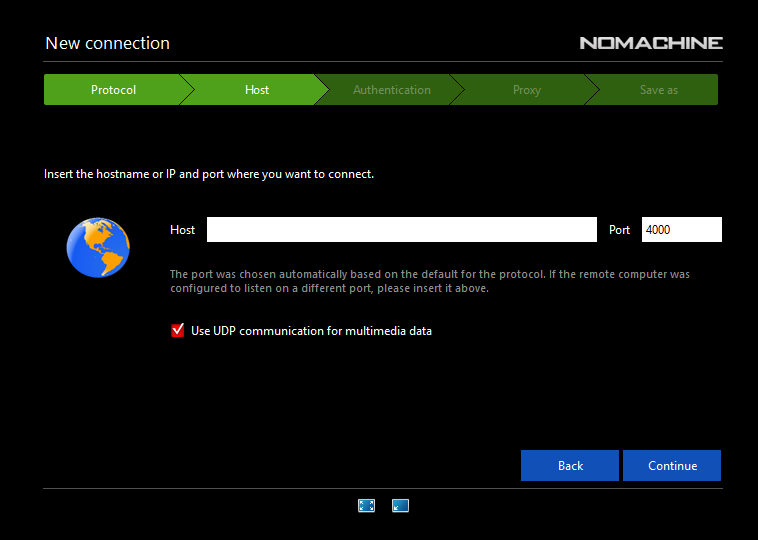 New connection
NOMACHINE
Protocol
Host
Authentication
Proxy
Save as
Insert the hostname or IP and port where you want to connect.
Host
Port
4000
The port was chosen automatically based on the default for the protocol. If the remote computer was
configured to listen on a different port, please insert it above.
Use UDP communication for multimedia data
Back
Continue